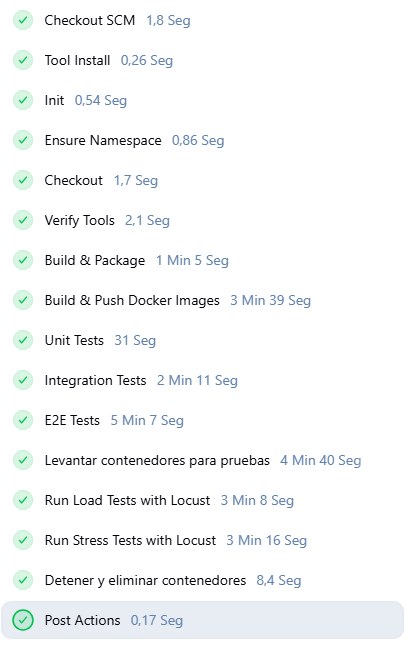 Checkout SCM 1,8 Seg
Tool Install 0,26 Seg
Init 0,54 Seg
Ensure Namespace 0,86 Seg
Checkout 1,7 Seg
Verify Tools 2,1 Seg
Build & Package 1 Min 5 Seg
Build & Push Docker Images 3 Min 39 Seg
Unit Tests 31 Seg
Integration Tests 2 Min 11 Seg
E2E Tests 5 Min 7 Seg
Levantar contenedores para pruebas 4 Min 40 Seg
Run Load Tests with Locust 3 Min 8 Seg
Run Stress Tests with Locust 3 Min 16 Seg
Detener y eliminar contenedores 8,4 Seg
Post Actions 0,17 Seg